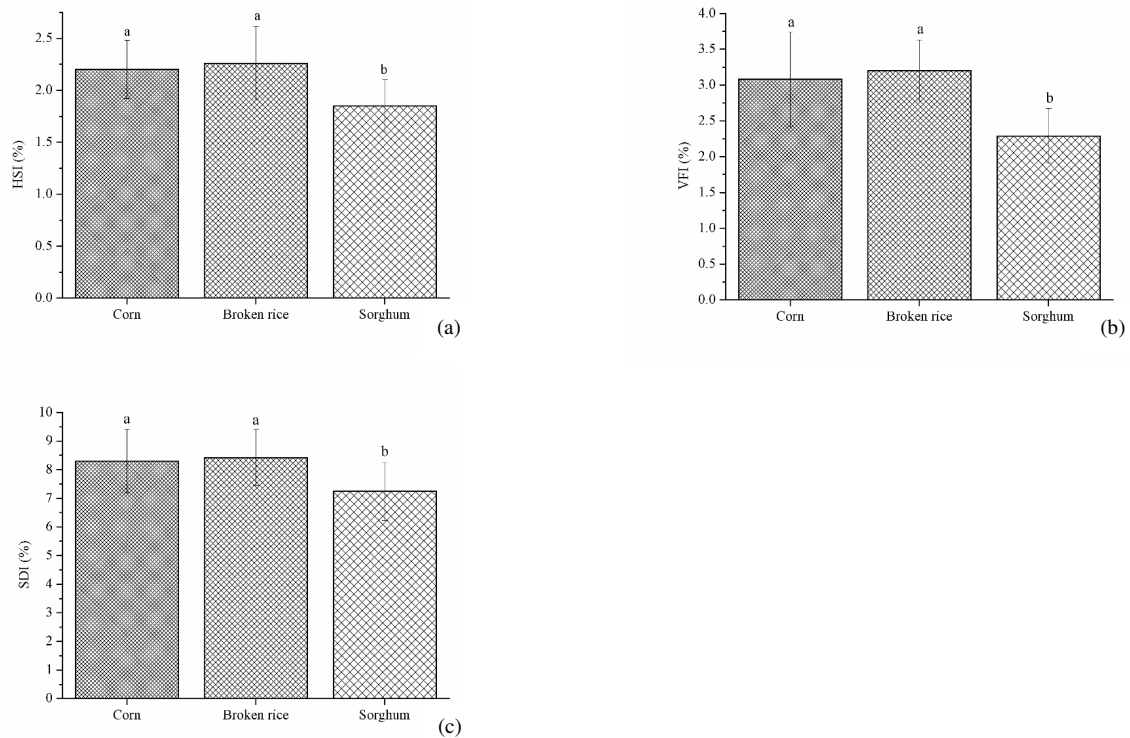 a
a
b
2.5
2.0
1.5
1.0
0.5
0.0
HSI (%)
Corn
Broken rice
Sorghum
(a)
a
a
b
4.0
3.5
3.0
2.5
2.0
1.5
1.0
0.5
0.0
VFI (%)
Corn
Broken rice
Sorghum
(b)
a
a
b
10
9
8
7
6
5
4
3
2
1
0
SDI (%)
Corn
Broken rice
Sorghum
(c)